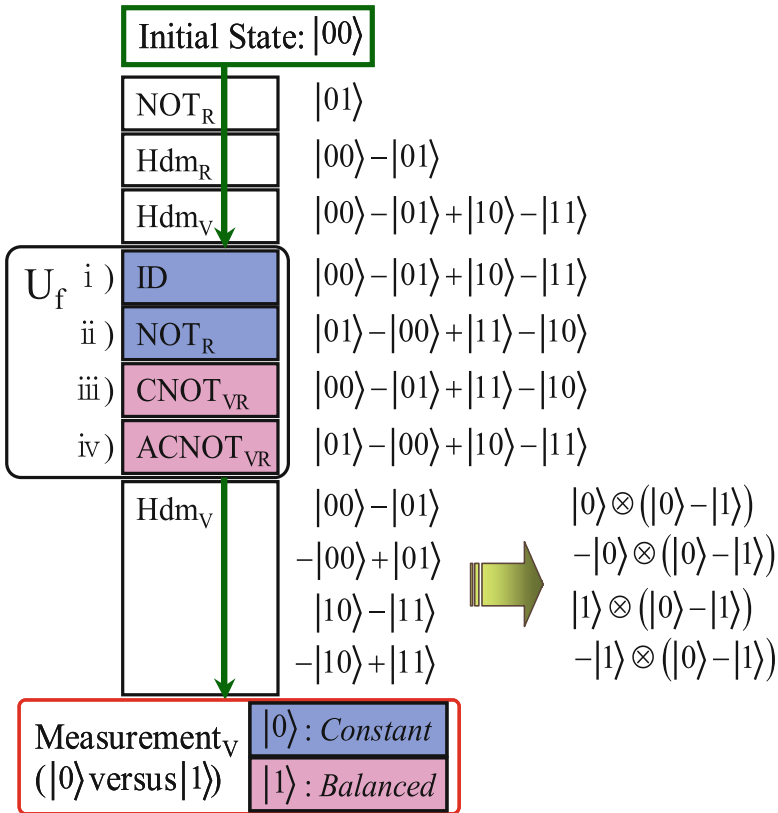 Initial State: |00⟩
NOT_R |01⟩
Hdm_R |00⟩−|01⟩
Hdm_V |00⟩−|01⟩+|10⟩−|11⟩
U_f
i) ID |00⟩−|01⟩+|10⟩−|11⟩
ii) NOT_R |01⟩−|00⟩+|11⟩−|10⟩
iii) CNOT_VR |00⟩−|01⟩+|11⟩−|10⟩
iv) ACNOT_VR |01⟩−|00⟩+|10⟩−|11⟩
Hdm_V |00⟩−|01⟩ |0⟩⊗(|0⟩−|1⟩)
−|00⟩+|01⟩ −|0⟩⊗(|0⟩−|1⟩)
|10⟩−|11⟩ |1⟩⊗(|0⟩−|1⟩)
−|10⟩+|11⟩ −|1⟩⊗(|0⟩−|1⟩)
Measurement_V
(|0⟩ versus |1⟩)
|0⟩: Constant
|1⟩: Balanced